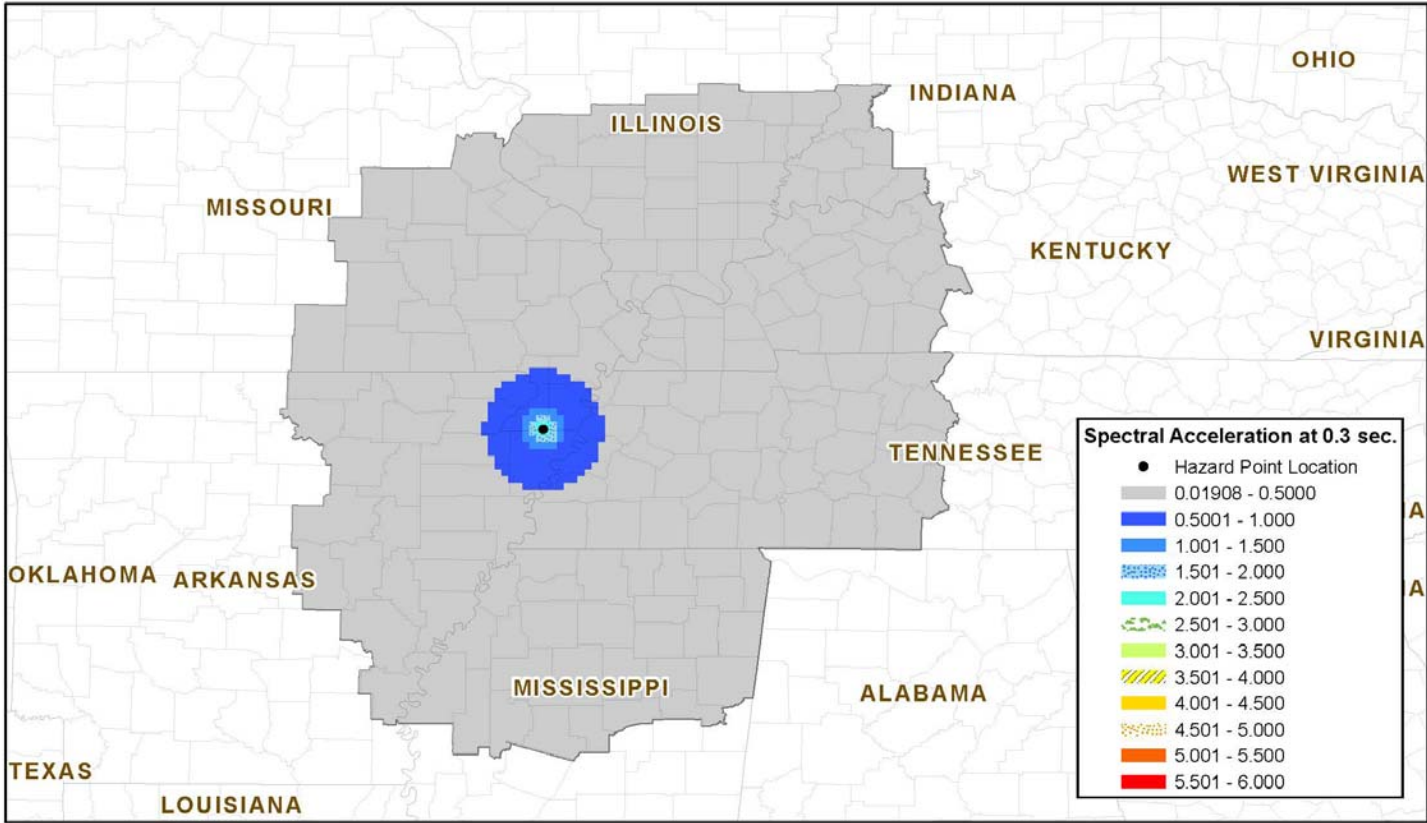 OHIO
INDIANA
ILLINOIS
WEST VIRGINIA
MISSOURI
KENTUCKY
VIRGINIA
TENNESSEE
OKLAHOMA
ARKANSAS
MISSISSIPPI
ALABAMA
TEXAS
LOUISIANA
Spectral Acceleration at 0.3 sec.
Hazard Point Location
0.01908 - 0.5000
0.5001 - 1.000
1.001 - 1.500
1.501 - 2.000
2.001 - 2.500
2.501 - 3.000
3.001 - 3.500
3.501 - 4.000
4.001 - 4.500
4.501 - 5.000
5.001 - 5.500
5.501 - 6.000
A
A